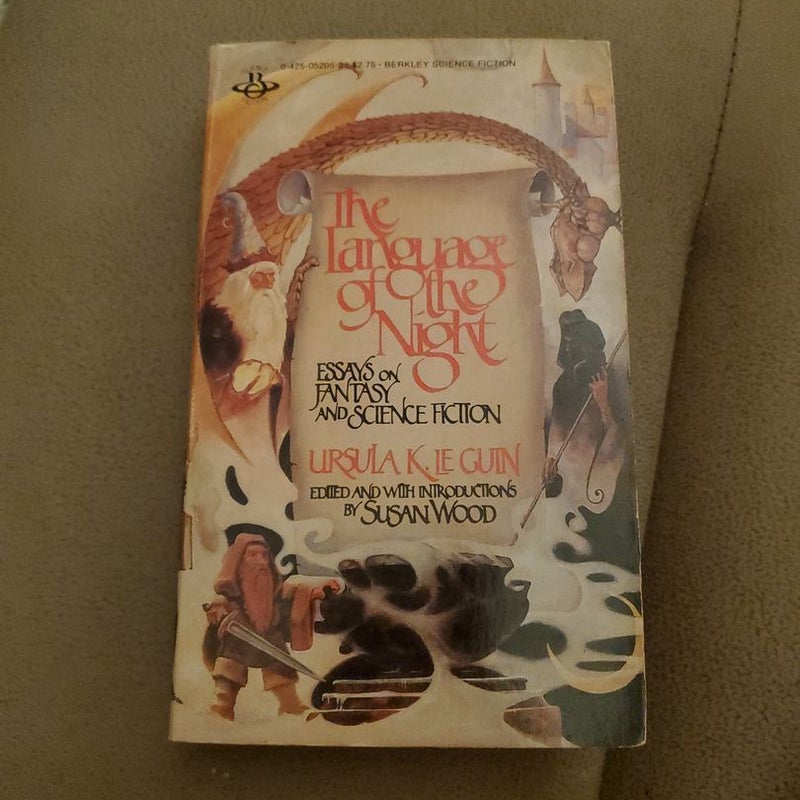 0-425-05205-2 • $2.75 • BERKLEY SCIENCE FICTION
B
The
Language
of the
Night
ESSAYS ON
FANTASY
AND SCIENCE FICTION
URSULA K. LE GUIN
EDITED AND WITH INTRODUCTIONS
BY SUSAN WOOD